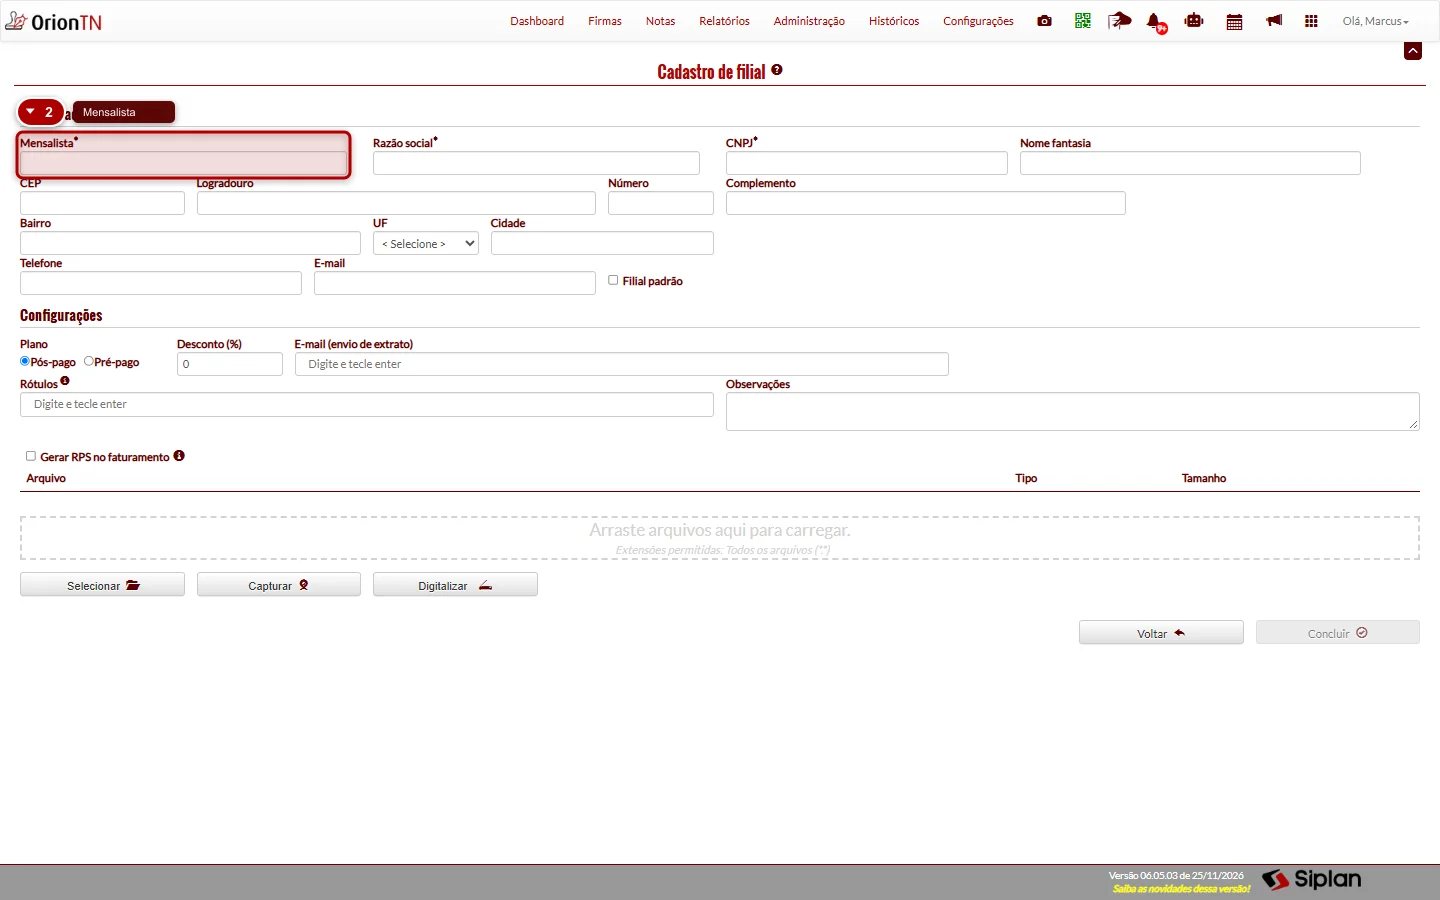 OrionTN
Dashboard Firmas Notas Relatórios Administração Históricos Configurações 9+ Olá, Marcus
Cadastro de filial
2 Mensalista
Mensalista Razão social CNPJ Nome fantasia
CEP Logradouro Número Complemento
Bairro UF Cidade
< Selecione >
Telefone E-mail
Filial padrão
Configurações
Plano Desconto (%) E-mail (envio de extrato)
Pós-pago Pré-pago 0 Digite e tecle enter
Rótulos Observações
Digite e tecle enter
Gerar RPS no faturamento
Arquivo Tipo Tamanho
Arraste arquivos aqui para carregar.
Extensões permitidas: Todos os arquivos (*.*)
Selecionar Capturar Digitalizar
Voltar Concluir
Versão 06.05.03 de 25/11/2026
Saiba as novidades dessa versão!
Siplan